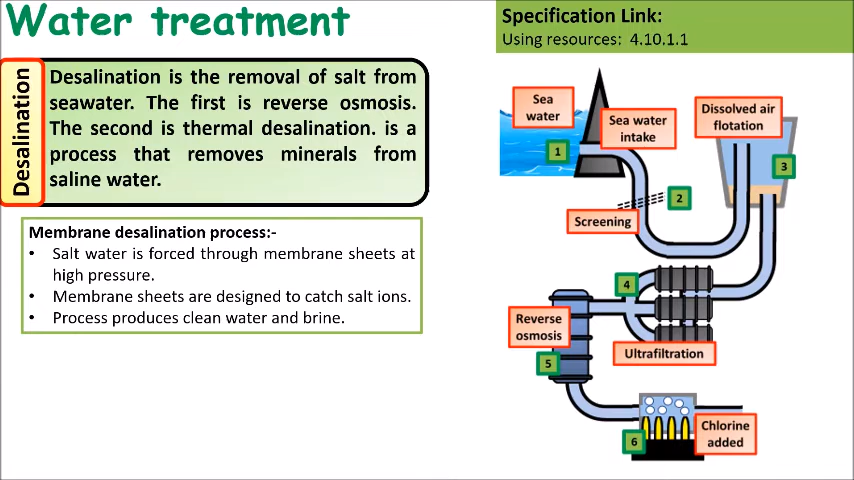 Water treatment
Specification Link:
Using resources:  4.10.1.1
Desalination
Desalination is the removal of salt from
seawater. The first is reverse osmosis.
The second is thermal desalination. is a
process that removes minerals from
saline water.
Membrane desalination process:-
• Salt water is forced through membrane sheets at
high pressure.
• Membrane sheets are designed to catch salt ions.
• Process produces clean water and brine.
Sea
water
Sea water
intake
Dissolved air
flotation
1
2
3
Screening
4
Reverse
osmosis
Ultrafiltration
5
Chlorine
added
6